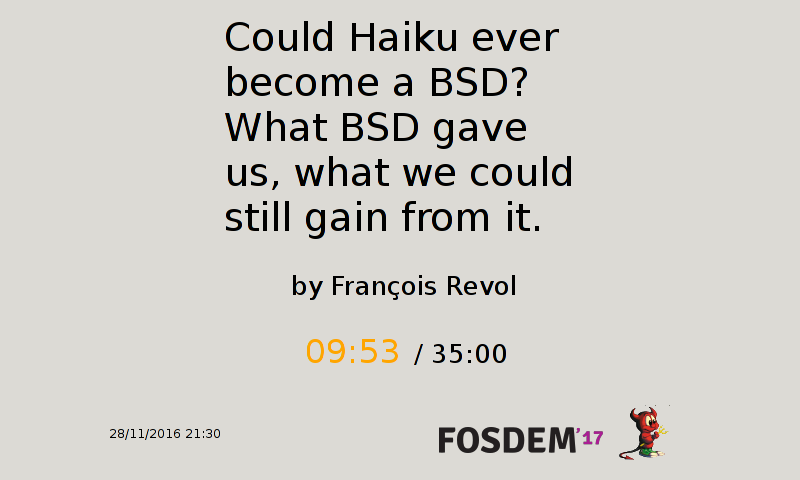 Could Haiku ever
become a BSD?
What BSD gave
us, what we could
still gain from it.
by François Revol
09:53 / 35:00
28/11/2016 21:30
FOSDEM'17